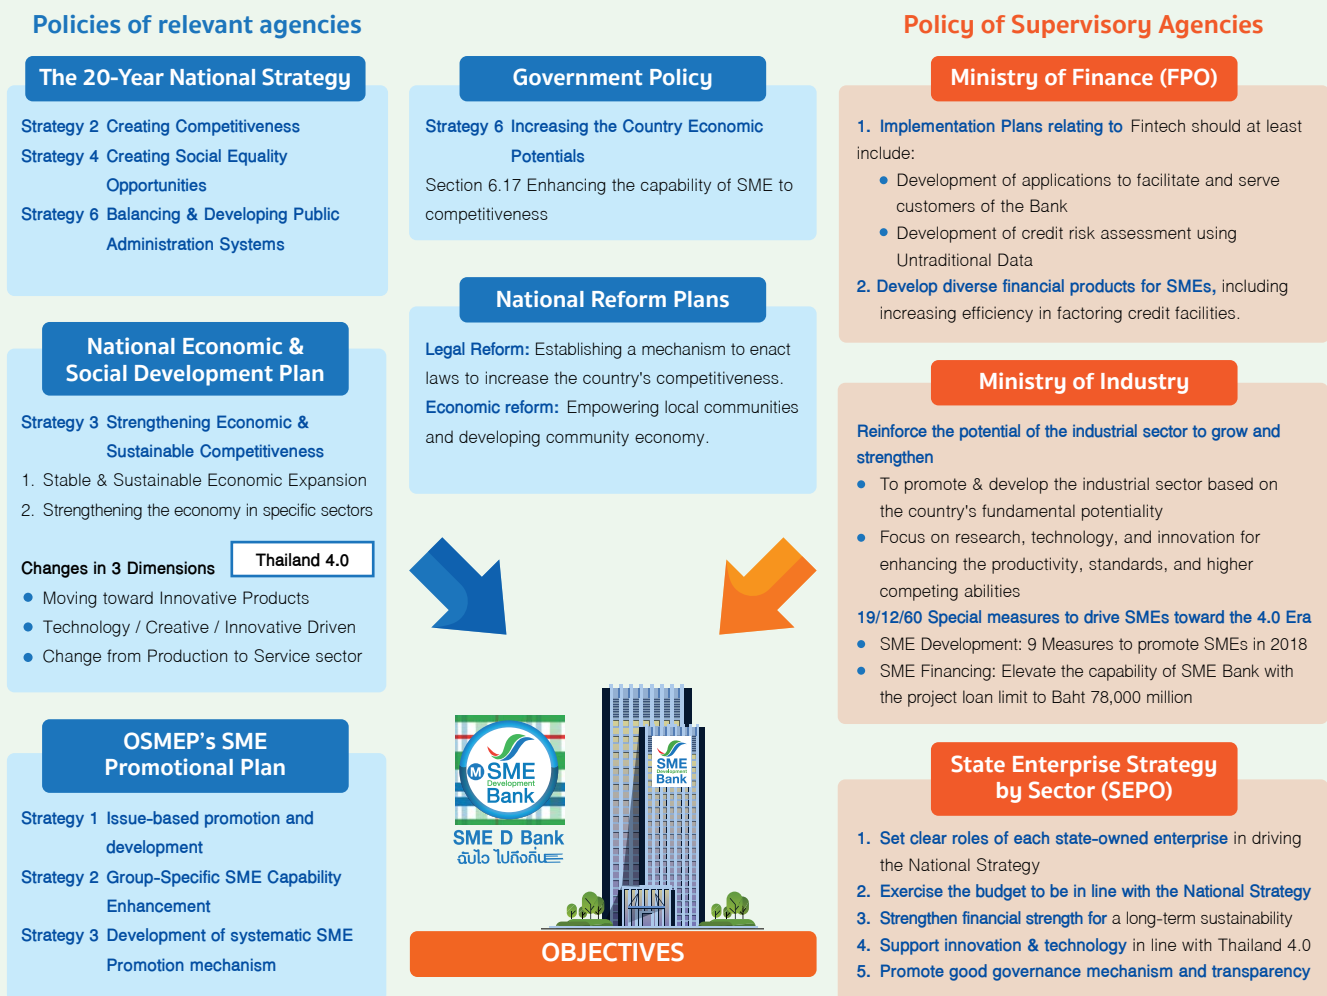 Policies of relevant agencies
The 20-Year National Strategy
Strategy 2 Creating Competitiveness
Strategy 4 Creating Social Equality
Opportunities
Strategy 6 Balancing & Developing Public
Administration Systems
National Economic &
Social Development Plan
Strategy 3 Strengthening Economic &
Sustainable Competitiveness
1. Stable & Sustainable Economic Expansion
2. Strengthening the economy in specific sectors
Thailand 4.0
Changes in 3 Dimensions
• Moving toward Innovative Products
• Technology / Creative / Innovative Driven
• Change from Production to Service sector
OSMEP's SME
Promotional Plan
Strategy 1 Issue-based promotion and
development
Strategy 2 Group-Specific SME Capability
Enhancement
Strategy 3 Development of systematic SME
Promotion mechanism
Government Policy
Strategy 6 Increasing the Country Economic
Potentials
Section 6.17 Enhancing the capability of SME to
competitiveness
National Reform Plans
Legal Reform: Establishing a mechanism to enact
laws to increase the country's competitiveness.
Economic reform: Empowering local communities
and developing community economy.
SME
Development
Bank
SME D Bank
ฉับไว ไปถึงถิ่น
SME
Development
Bank
OBJECTIVES
Policy of Supervisory Agencies
Ministry of Finance (FPO)
1. Implementation Plans relating to Fintech should at least
include:
• Development of applications to facilitate and serve
customers of the Bank
• Development of credit risk assessment using
Untraditional Data
2. Develop diverse financial products for SMEs, including
increasing efficiency in factoring credit facilities.
Ministry of Industry
Reinforce the potential of the industrial sector to grow and
strengthen
• To promote & develop the industrial sector based on
the country's fundamental potentiality
• Focus on research, technology, and innovation for
enhancing the productivity, standards, and higher
competing abilities
19/12/60 Special measures to drive SMEs toward the 4.0 Era
• SME Development: 9 Measures to promote SMEs in 2018
• SME Financing: Elevate the capability of SME Bank with
the project loan limit to Baht 78,000 million
State Enterprise Strategy
by Sector (SEPO)
1. Set clear roles of each state-owned enterprise in driving
the National Strategy
2. Exercise the budget to be in line with the National Strategy
3. Strengthen financial strength for a long-term sustainability
4. Support innovation & technology in line with Thailand 4.0
5. Promote good governance mechanism and transparency